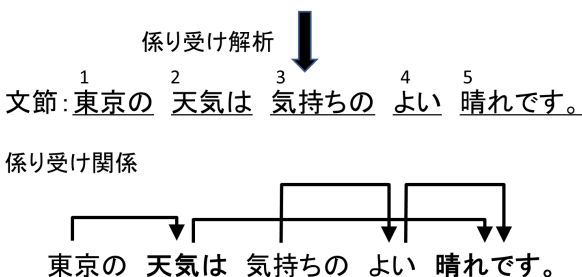 係り受け解析
1 2 3 4 5
文節:東京の 天気は 気持ちの よい 晴れです。
係り受け関係
東京の 天気は 気持ちの よい 晴れです。